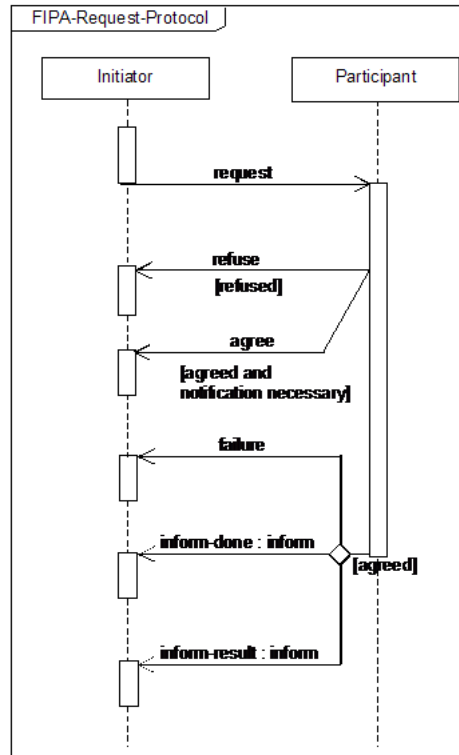 FIPA-Request-Protocol
Initiator
Participant
request
refuse
[refused]
agree
[agreed and
notification necessary]
failure
inform-done : inform
[agreed]
inform-result : inform